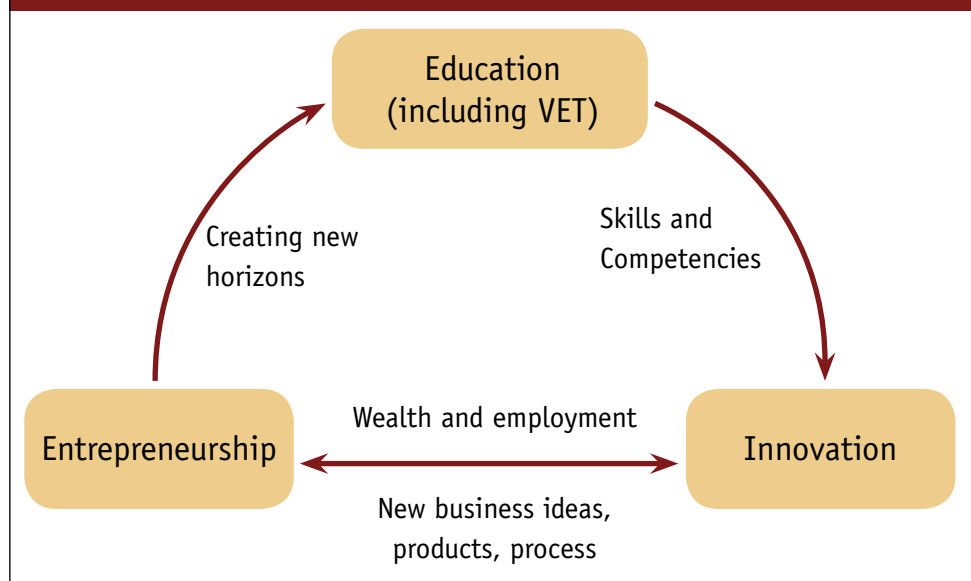 Education
(including VET)
Creating new
horizons
Skills and
Competencies
Entrepreneurship
Wealth and employment
Innovation
New business ideas,
products, process